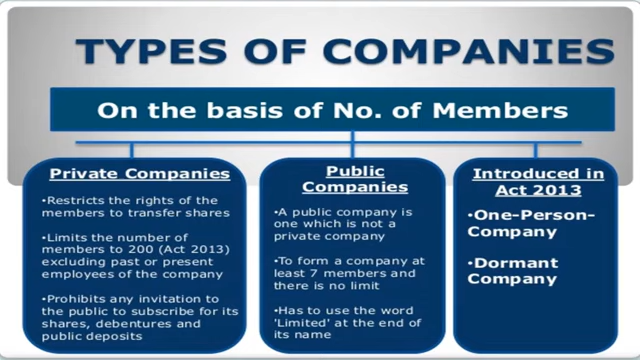 TYPES OF COMPANIES
On the basis of No. of Members
Private Companies
•Restricts the rights of the
members to transfer shares
•Limits the number of
members to 200 (Act 2013)
excluding past or present
employees of the company
•Prohibits any invitation to
the public to subscribe for its
shares, debentures and
public deposits
Public
Companies
•A public company is
one which is not a
private company
•To form a company at
least 7 members and
there is no limit
•Has to use the word
'Limited' at the end of
its name
Introduced in
Act 2013
•One-Person-
Company
•Dormant
Company